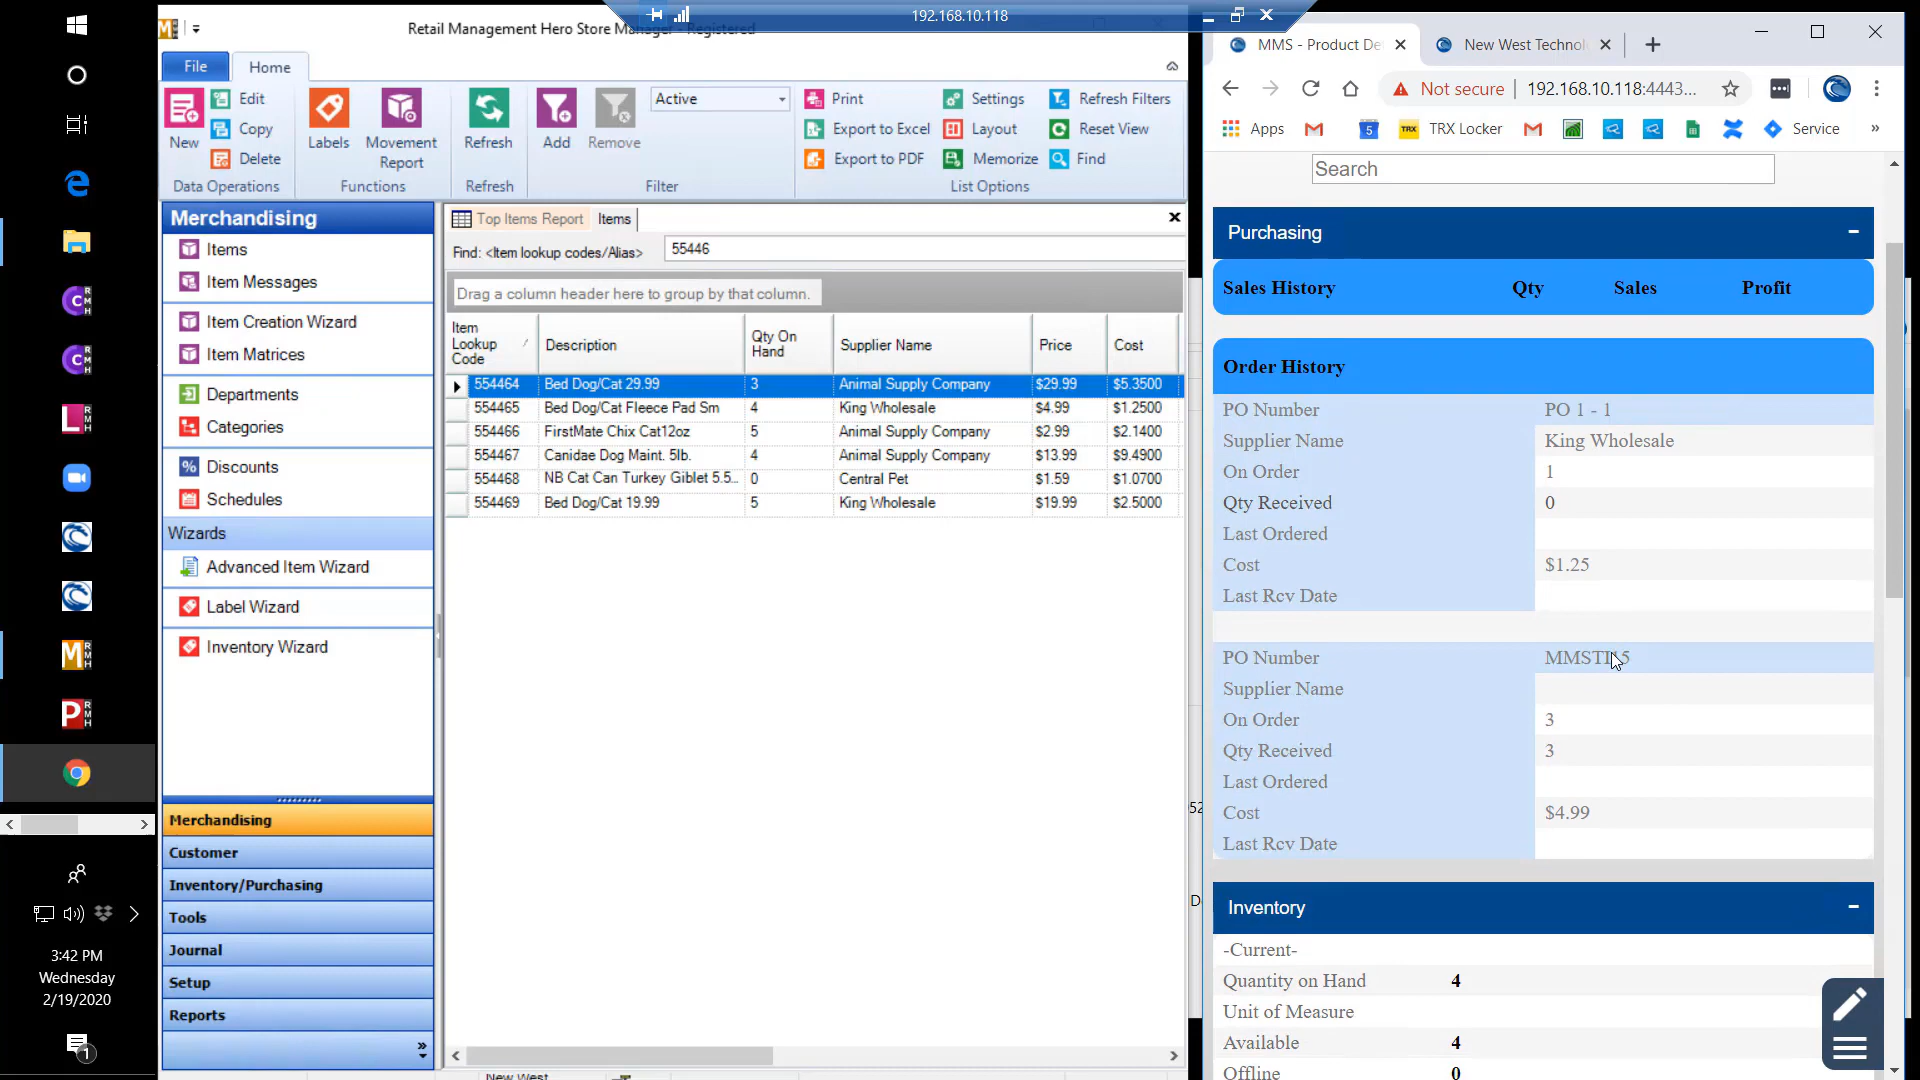 192.168.10.118
Retail Management Hero Store Manager - Registered
File
Home
New
Edit
Copy
Delete
Data Operations
Labels
Movement
Report
Functions
Refresh
Refresh
Add
Remove
Filter
Active
Print
Export to Excel
Export to PDF
Settings
Layout
Memorize
Refresh Filters
Reset View
Find
List Options
Merchandising
Items
Item Messages
Item Creation Wizard
Item Matrices
Departments
Categories
Discounts
Schedules
Wizards
Advanced Item Wizard
Label Wizard
Inventory Wizard
Merchandising
Customer
Inventory/Purchasing
Tools
Journal
Setup
Reports
Top Items Report
Items
Find: <Item lookup codes/Alias> 55446
Drag a column header here to group by that column.
Item Lookup Code Description Qty On Hand Supplier Name Price Cost
554464 Bed Dog/Cat 29.99 3 Animal Supply Company $29.99 $5.3500
554465 Bed Dog/Cat Fleece Pad Sm 4 King Wholesale $4.99 $1.2500
554466 FirstMate Chix Cat12oz 5 Animal Supply Company $2.99 $2.1400
554467 Canidae Dog Maint. 5lb. 4 Animal Supply Company $13.99 $9.4900
554468 NB Cat Can Turkey Giblet 5.5... 0 Central Pet $1.59 $1.0700
554469 Bed Dog/Cat 19.99 5 King Wholesale $19.99 $2.5000
New West
3:42 PM
Wednesday
2/19/2020
1
MMS - Product De
New West Technol
Not secure 192.168.10.118:4443...
Apps
TRX Locker
Service
Search
Purchasing
Sales History Qty Sales Profit
Order History
PO Number PO 1 - 1
Supplier Name King Wholesale
On Order 1
Qty Received 0
Last Ordered
Cost $1.25
Last Rcv Date
PO Number
Supplier Name
On Order 3
Qty Received 3
Last Ordered
Cost $4.99
Last Rcv Date
Inventory
-Current-
Quantity on Hand 4
Unit of Measure
Available 4
Offline 0